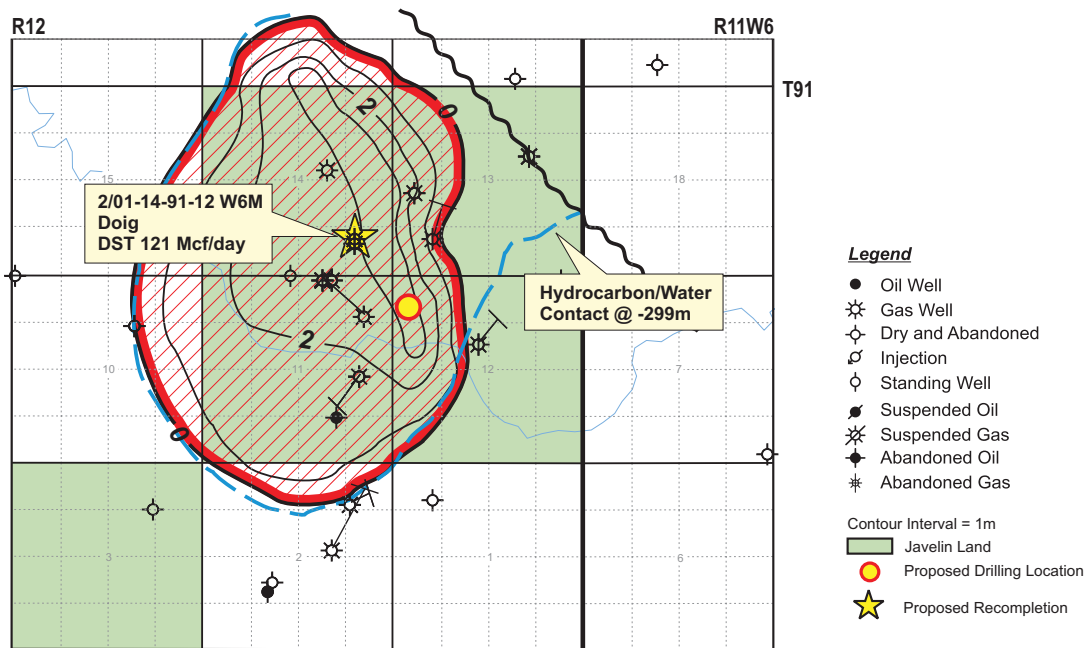 R12
R11W6
T91
2
0
15
14
13
18
2/01-14-91-12 W6M
Doig
DST 121 Mcf/day
Hydrocarbon/Water
Contact @ -299m
2
10
11
12
7
0
3
2
1
6
Legend
Oil Well
Gas Well
Dry and Abandoned
Injection
Standing Well
Suspended Oil
Suspended Gas
Abandoned Oil
Abandoned Gas
Contour Interval = 1m
Javelin Land
Proposed Drilling Location
Proposed Recompletion